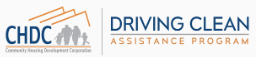 CHDC
Community Housing Development Corporation
DRIVING CLEAN
ASSISTANCE PROGRAM